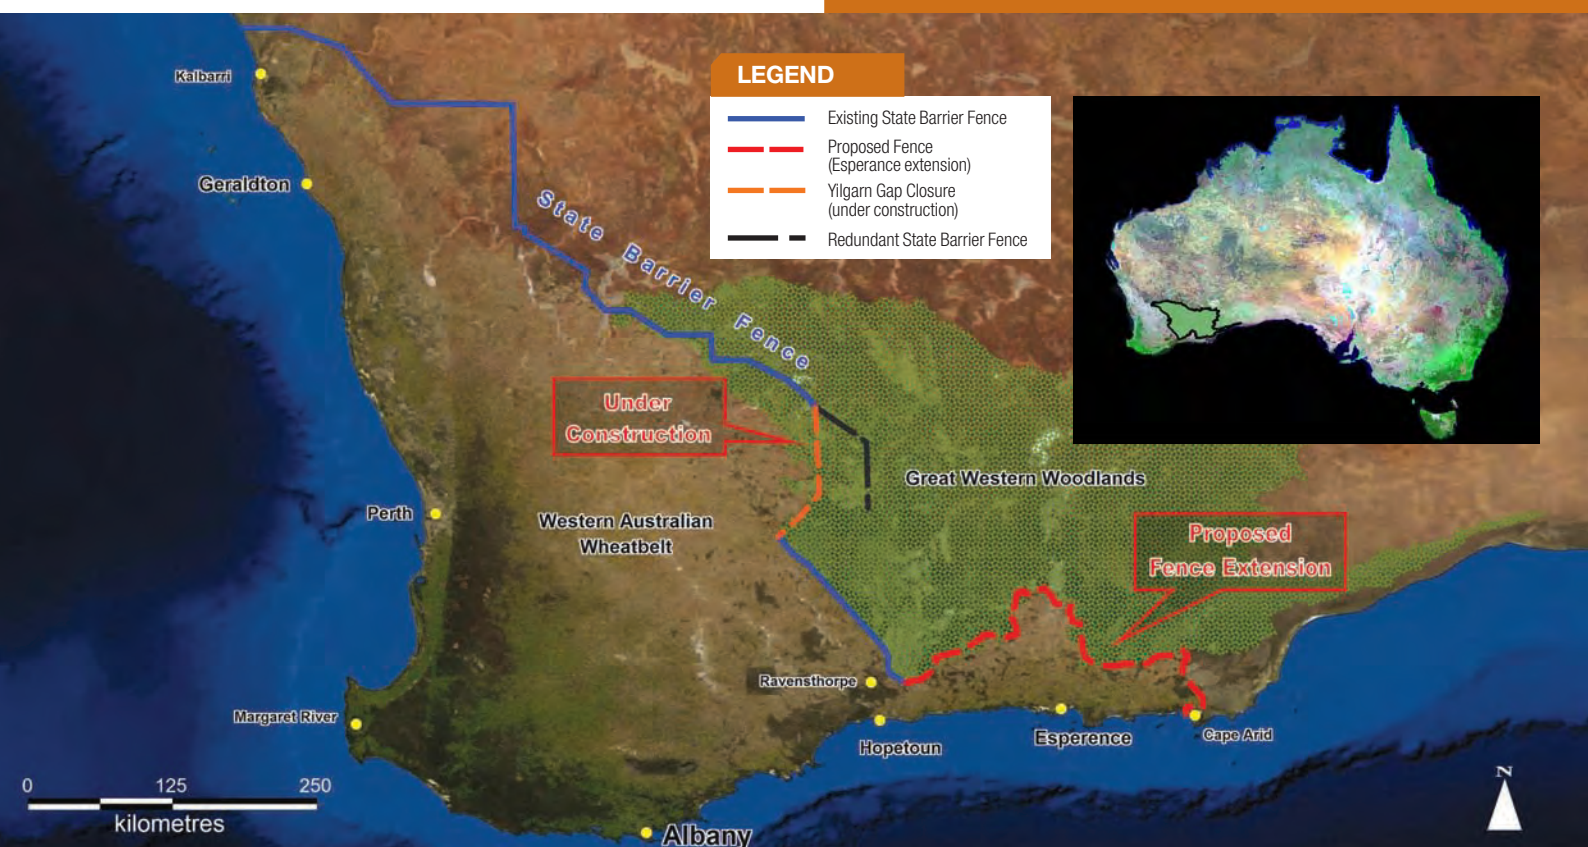 LEGEND
Existing State Barrier Fence
Proposed Fence
(Esperance extension)
Yilgarn Gap Closure
(under construction)
Redundant State Barrier Fence
Kalbarri
Geraldton
State Barrier Fence
Under
Construction
Great Western Woodlands
Perth
Western Australian
Wheatbelt
Proposed
Fence Extension
Ravensthorpe
Margaret River
Hopetoun
Esperence
Cape Arid
Albany
0 125 250
kilometres
N